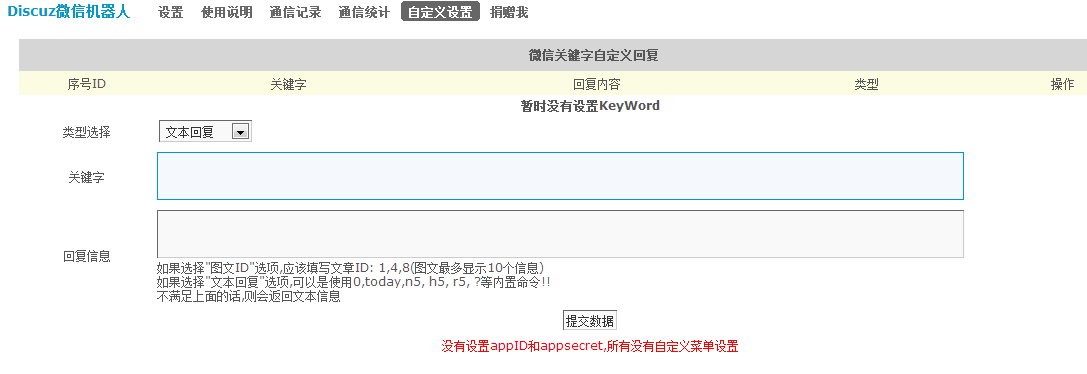 Discuz微信机器人 设置 使用说明 通信记录 通信统计 自定义设置 捐赠我
微信关键字自定义回复
序号ID 关键字 回复内容 类型 操作
暂时没有设置KeyWord
类型选择 文本回复
关键字
回复信息
如果选择"图文ID"选项,应该填写文章ID: 1,4,8(图文最多显示10个信息)
如果选择"文本回复"选项,可以是使用0,today,n5, h5, r5, ?等内置命令!!
不满足上面的话,则会返回文本信息
提交数据
没有设置appID和appsecret,所有没有自定义菜单设置